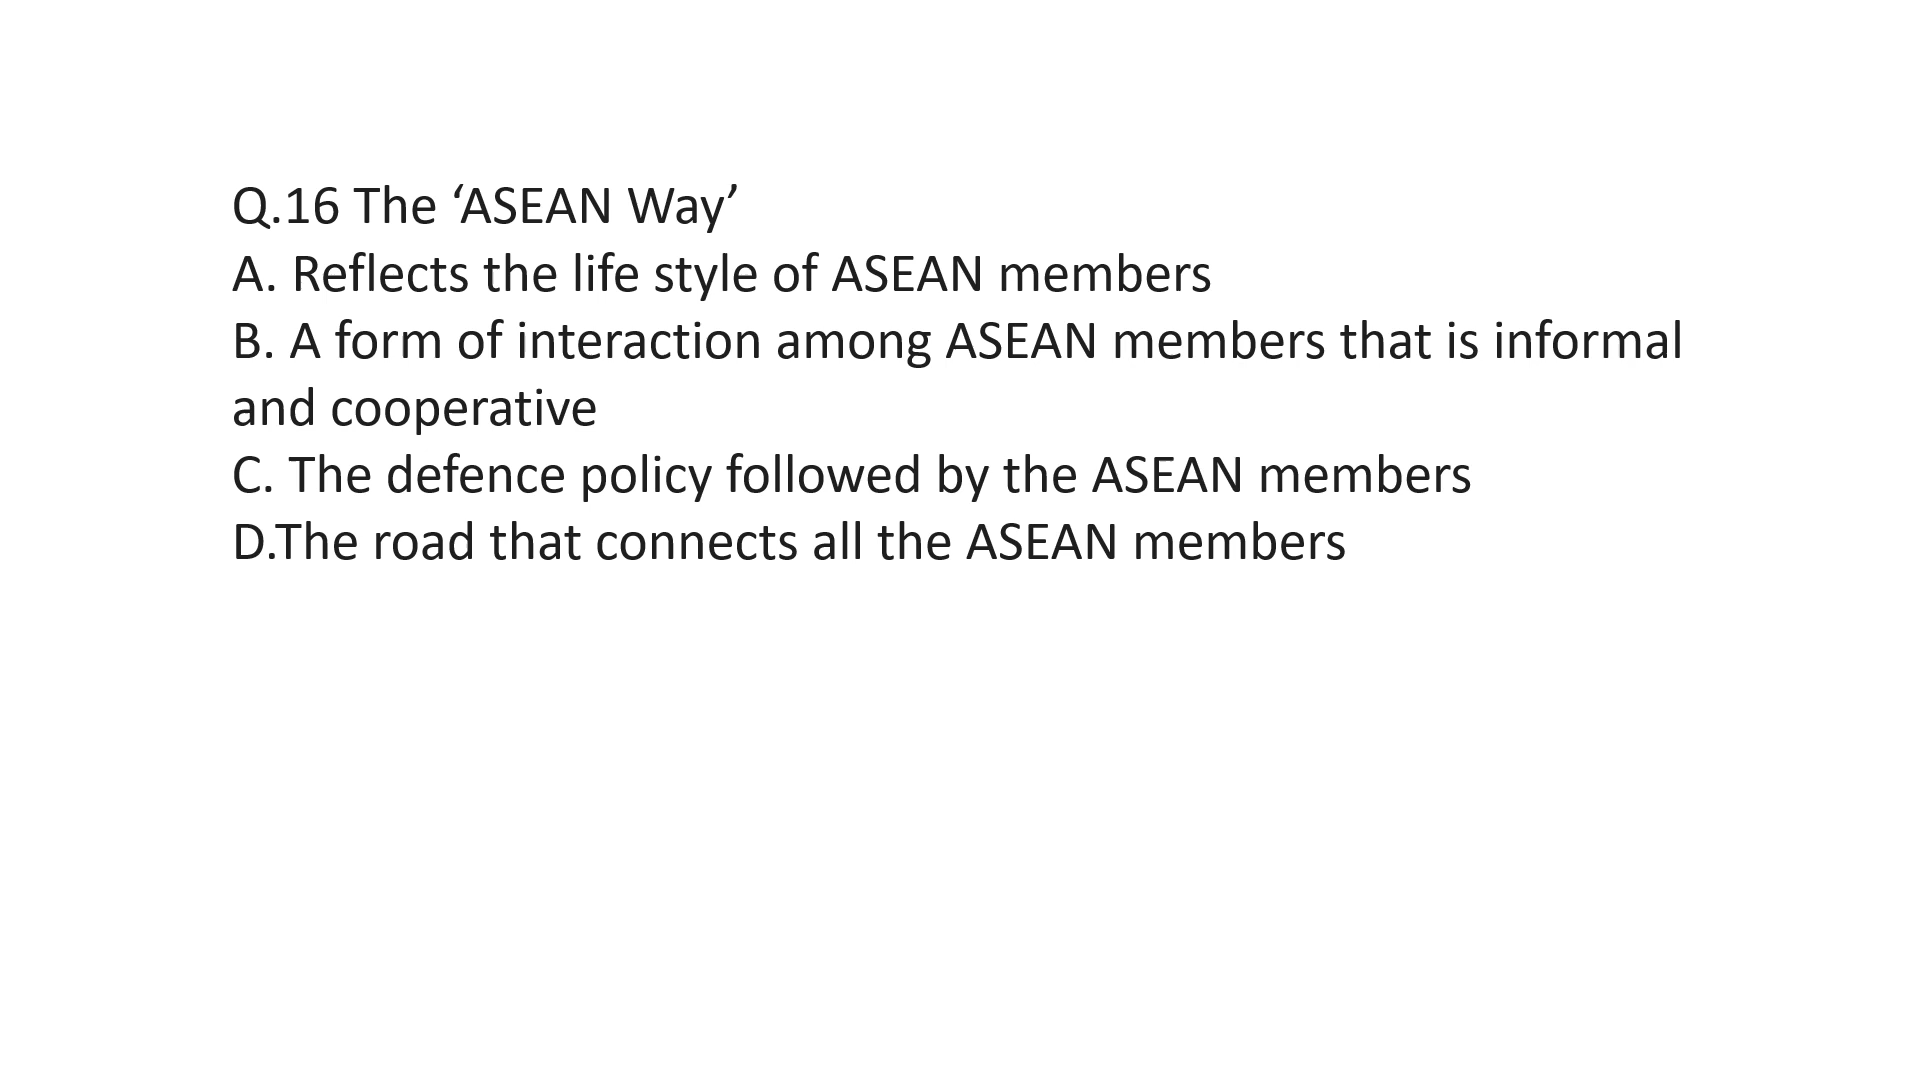 Q.16 The ‘ASEAN Way’
A. Reflects the life style of ASEAN members
B. A form of interaction among ASEAN members that is informal
and cooperative
C. The defence policy followed by the ASEAN members
D.The road that connects all the ASEAN members